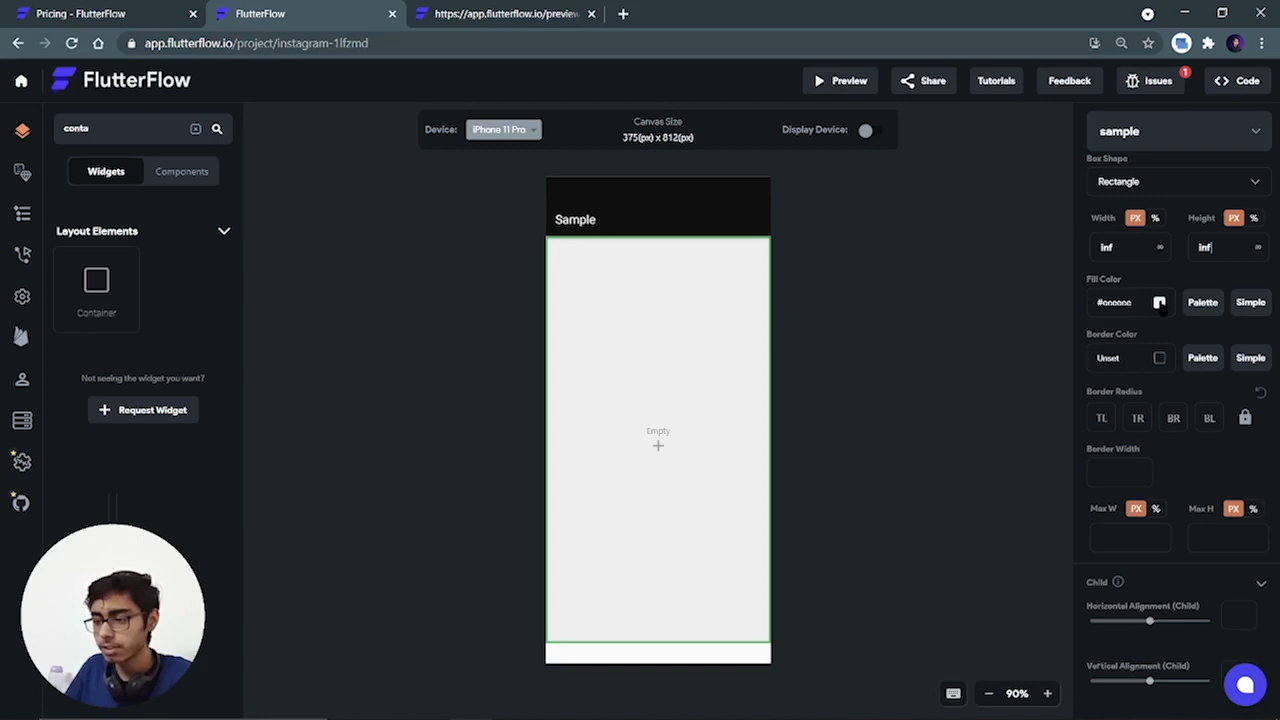 Pricing - FlutterFlow
FlutterFlow
https://app.flutterflow.io/preview
app.flutterflow.io/project/instagram-1lfzmd
FlutterFlow
Preview
Share
Tutorials
Feedback
Issues
1
Code
conta
Widgets
Components
Layout Elements
Container
Not seeing the widget you want?
Request Widget
Device:
iPhone 11 Pro
Canvas Size
375(px) x 812(px)
Display Device:
Sample
Empty
90%
sample
Box Shape
Rectangle
Width PX %
Height PX %
inf
inf
Fill Color
#eeeeee
Palette
Simple
Border Color
Unset
Palette
Simple
Border Radius
TL TR BR BL
Border Width
Max W PX %
Max H PX %
Child
Horizontal Alignment (Child)
Vertical Alignment (Child)